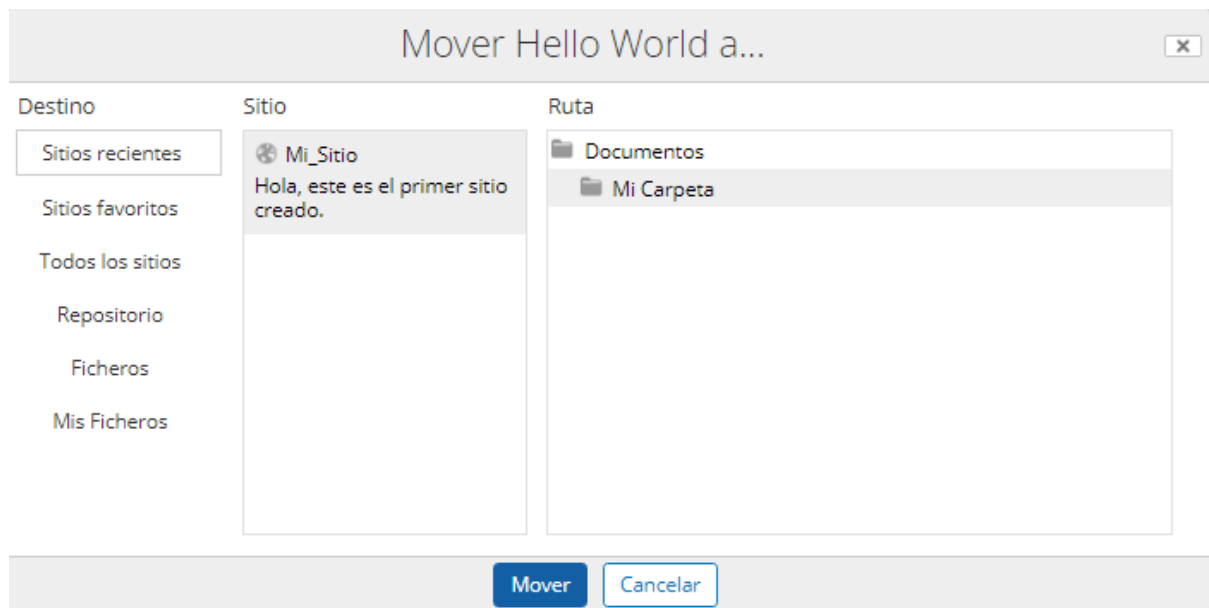 Mover Hello World a...
Destino
Sitio
Ruta
Sitios recientes
Sitios favoritos
Todos los sitios
Repositorio
Ficheros
Mis Ficheros
Mi_Sitio
Hola, este es el primer sitio
creado.
Documentos
Mi Carpeta
Mover
Cancelar